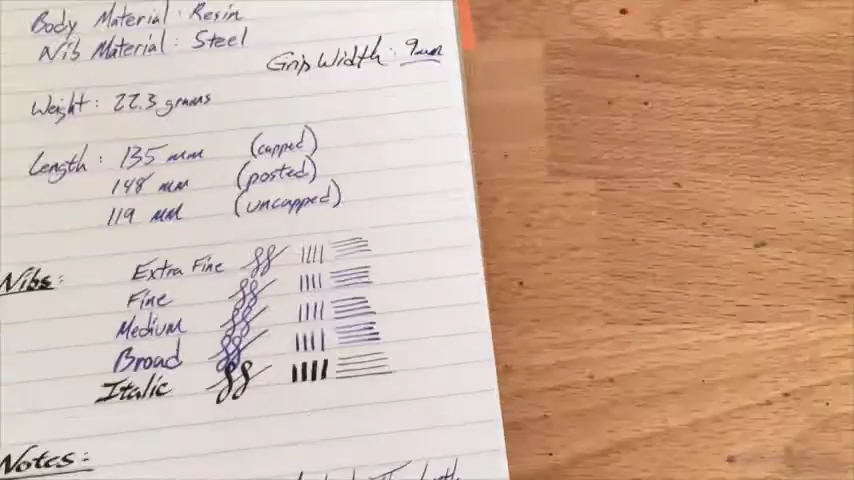 Body Material: Resin
Nib Material: Steel
Grip Width: 9mm
Weight: 22.3 grams
Length: 135 mm (capped)
148 mm (posted)
119 mm (uncapped)
Nibs:
Extra Fine
Fine
Medium
Broad
Italic
Notes: